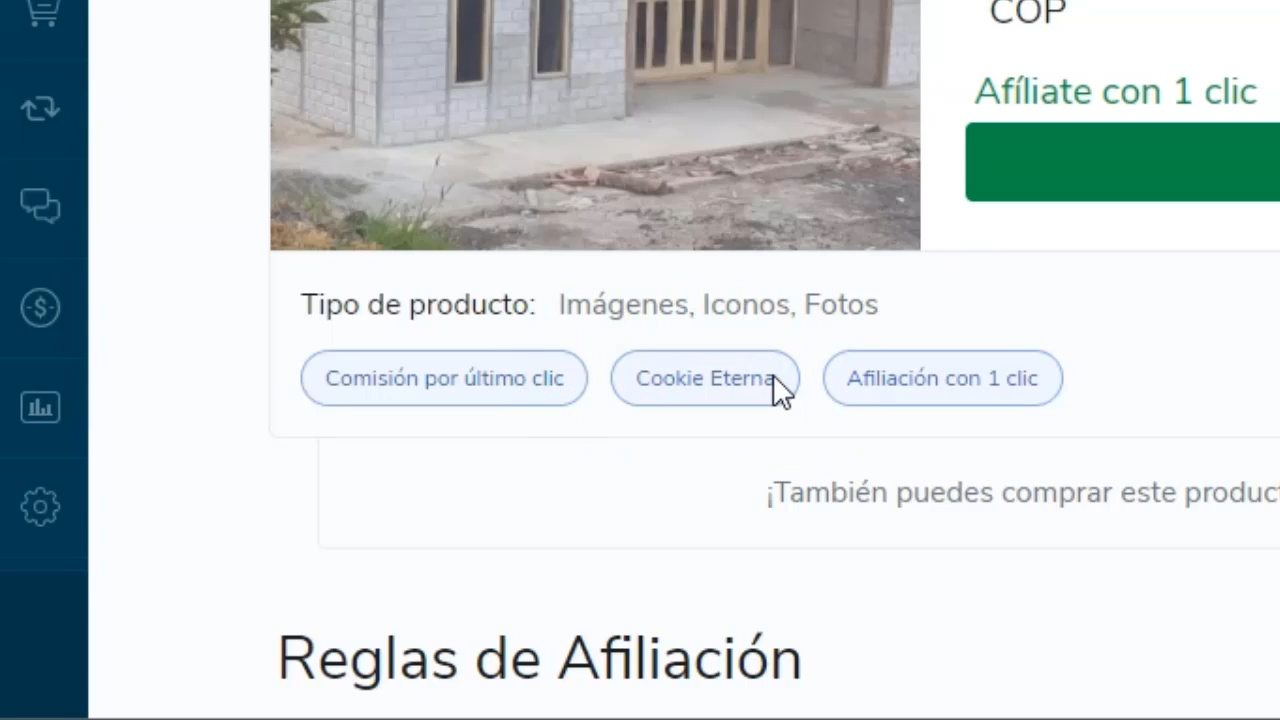 COP
Afíliate con 1 clic
Tipo de producto: Imágenes, Iconos, Fotos
Comisión por último clic
Cookie Eterna
Afiliación con 1 clic
¡También puedes comprar este product
Reglas de Afiliación